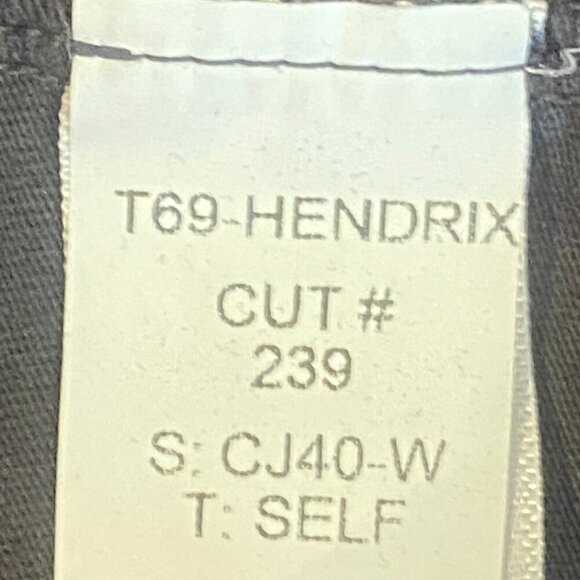 T69-HENDRIX
CUT #
239
S: CJ40-W
T: SELF